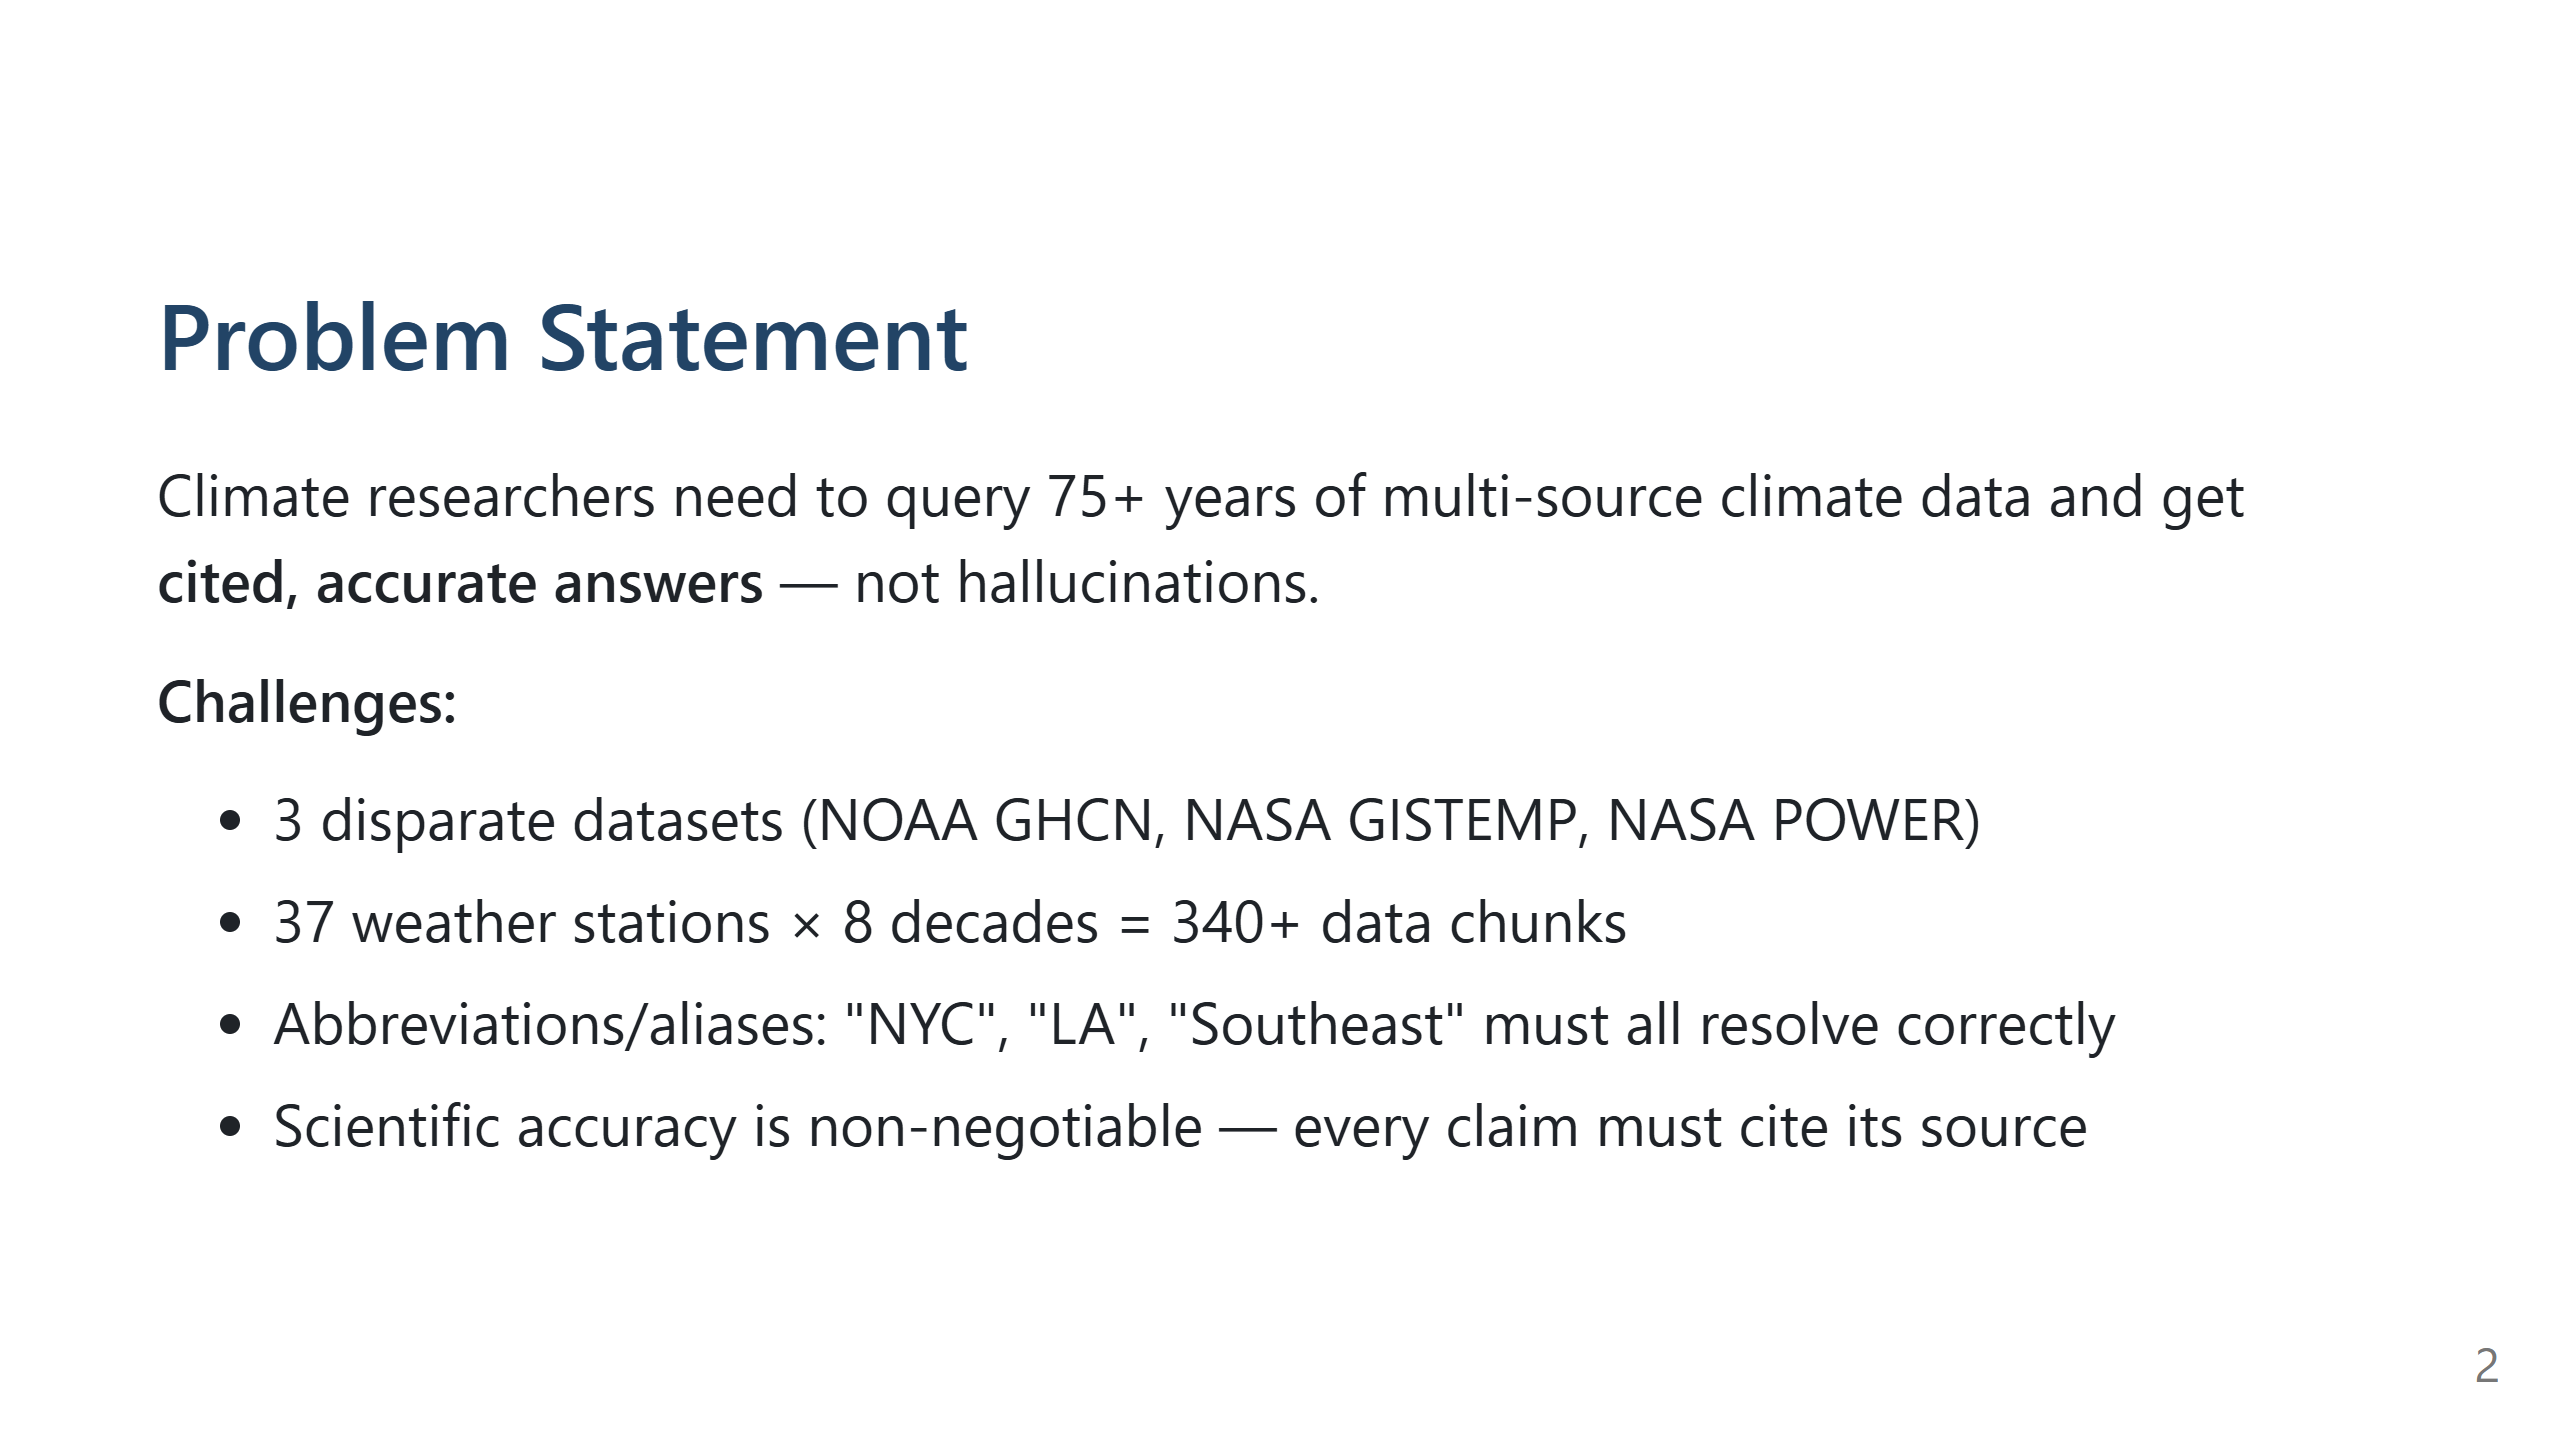 Problem Statement
Climate researchers need to query 75+ years of multi-source climate data and get
cited, accurate answers — not hallucinations.
Challenges:
• 3 disparate datasets (NOAA GHCN, NASA GISTEMP, NASA POWER)
• 37 weather stations × 8 decades = 340+ data chunks
• Abbreviations/aliases: "NYC", "LA", "Southeast" must all resolve correctly
• Scientific accuracy is non-negotiable — every claim must cite its source
2